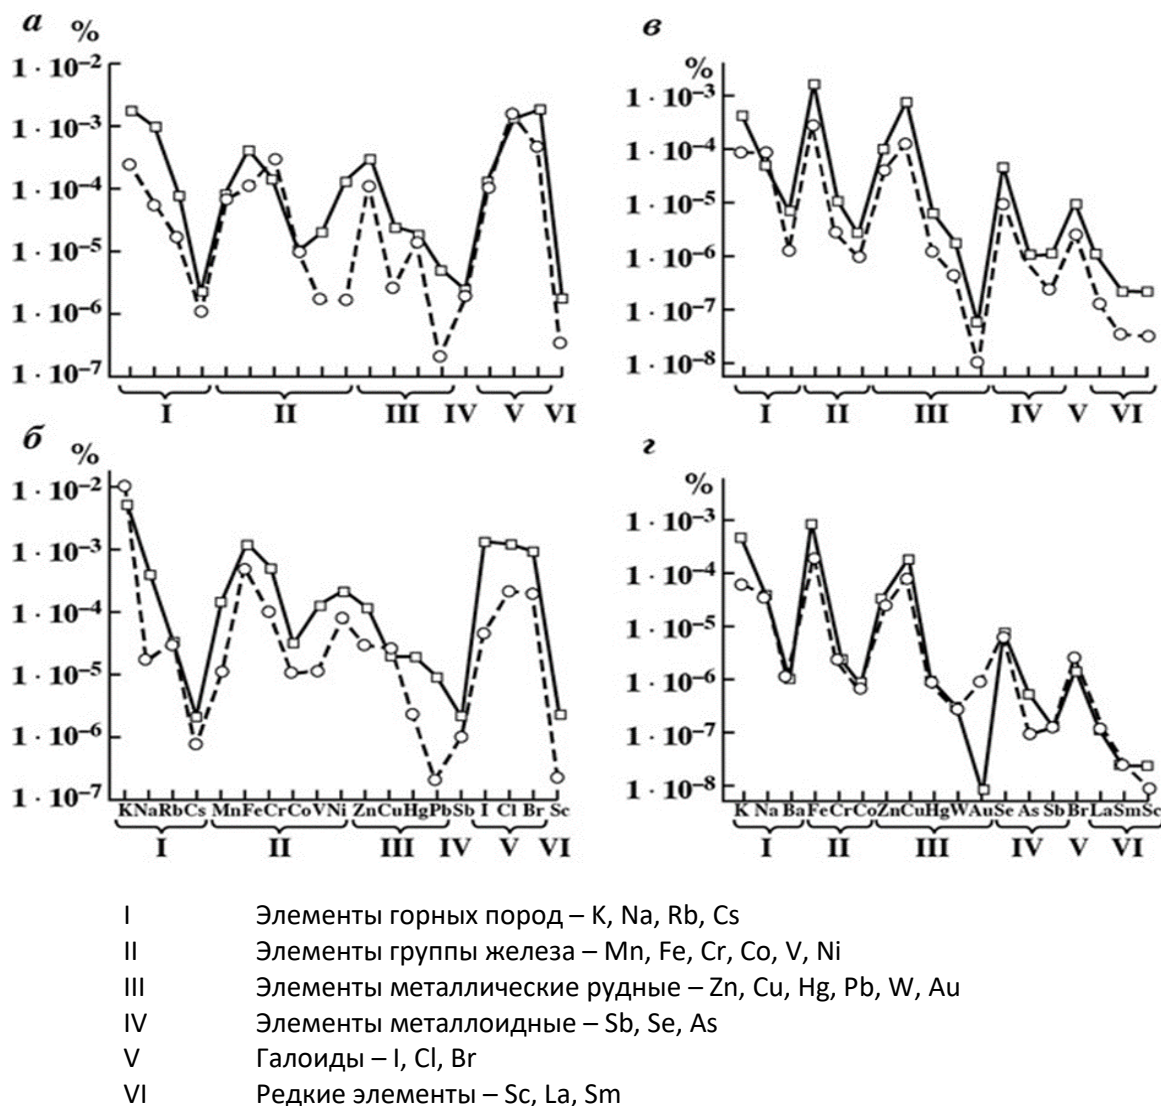 а %
1 · 10⁻²
1 · 10⁻³
1 · 10⁻⁴
1 · 10⁻⁵
1 · 10⁻⁶
1 · 10⁻⁷
I II III IV V VI
в
%
1 · 10⁻³
1 · 10⁻⁴
1 · 10⁻⁵
1 · 10⁻⁶
1 · 10⁻⁷
1 · 10⁻⁸
I II III IV V VI
б
%
1 · 10⁻²
1 · 10⁻³
1 · 10⁻⁴
1 · 10⁻⁵
1 · 10⁻⁶
1 · 10⁻⁷
K Na Rb Cs Mn Fe Cr Co V Ni Zn Cu Hg Pb Sb I Cl Br Sc
I II III IV V VI
г
%
1 · 10⁻³
1 · 10⁻⁴
1 · 10⁻⁵
1 · 10⁻⁶
1 · 10⁻⁷
1 · 10⁻⁸
K Na Ba Fe Cr Co Zn Cu Hg W Au Se As Sb Br La Sm Sc
I II III IV V VI
I Элементы горных пород – K, Na, Rb, Cs
II Элементы группы железа – Mn, Fe, Cr, Co, V, Ni
III Элементы металлические рудные – Zn, Cu, Hg, Pb, W, Au
IV Элементы металлоидные – Sb, Se, As
V Галоиды – I, Cl, Br
VI Редкие элементы – Sc, La, Sm